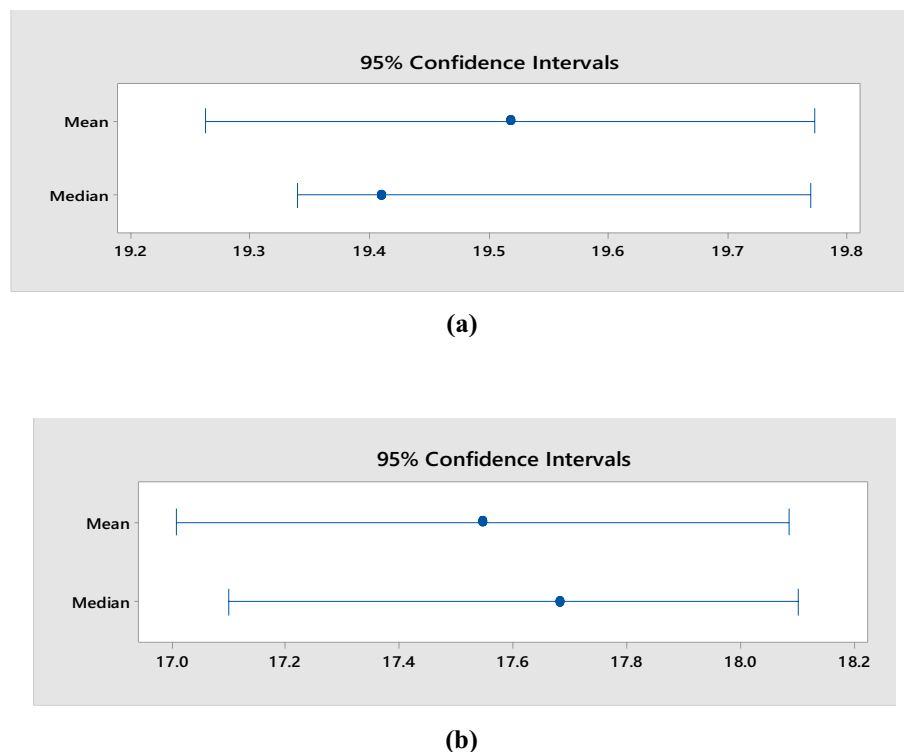 95% Confidence Intervals
Mean
Median
19.2 19.3 19.4 19.5 19.6 19.7 19.8
(a)
95% Confidence Intervals
Mean
Median
17.0 17.2 17.4 17.6 17.8 18.0 18.2
(b)